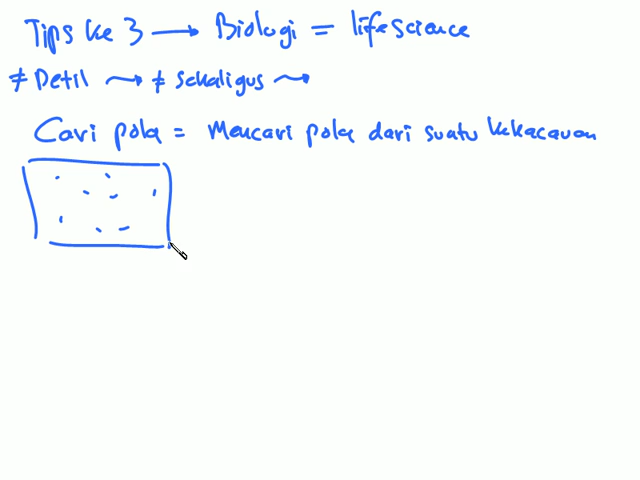 Tips ke 3 → Biologi = lifescience
≠ Detil → ≠ Sekaligus →
Cari pola = Mencari pola dari suatu kekacauan